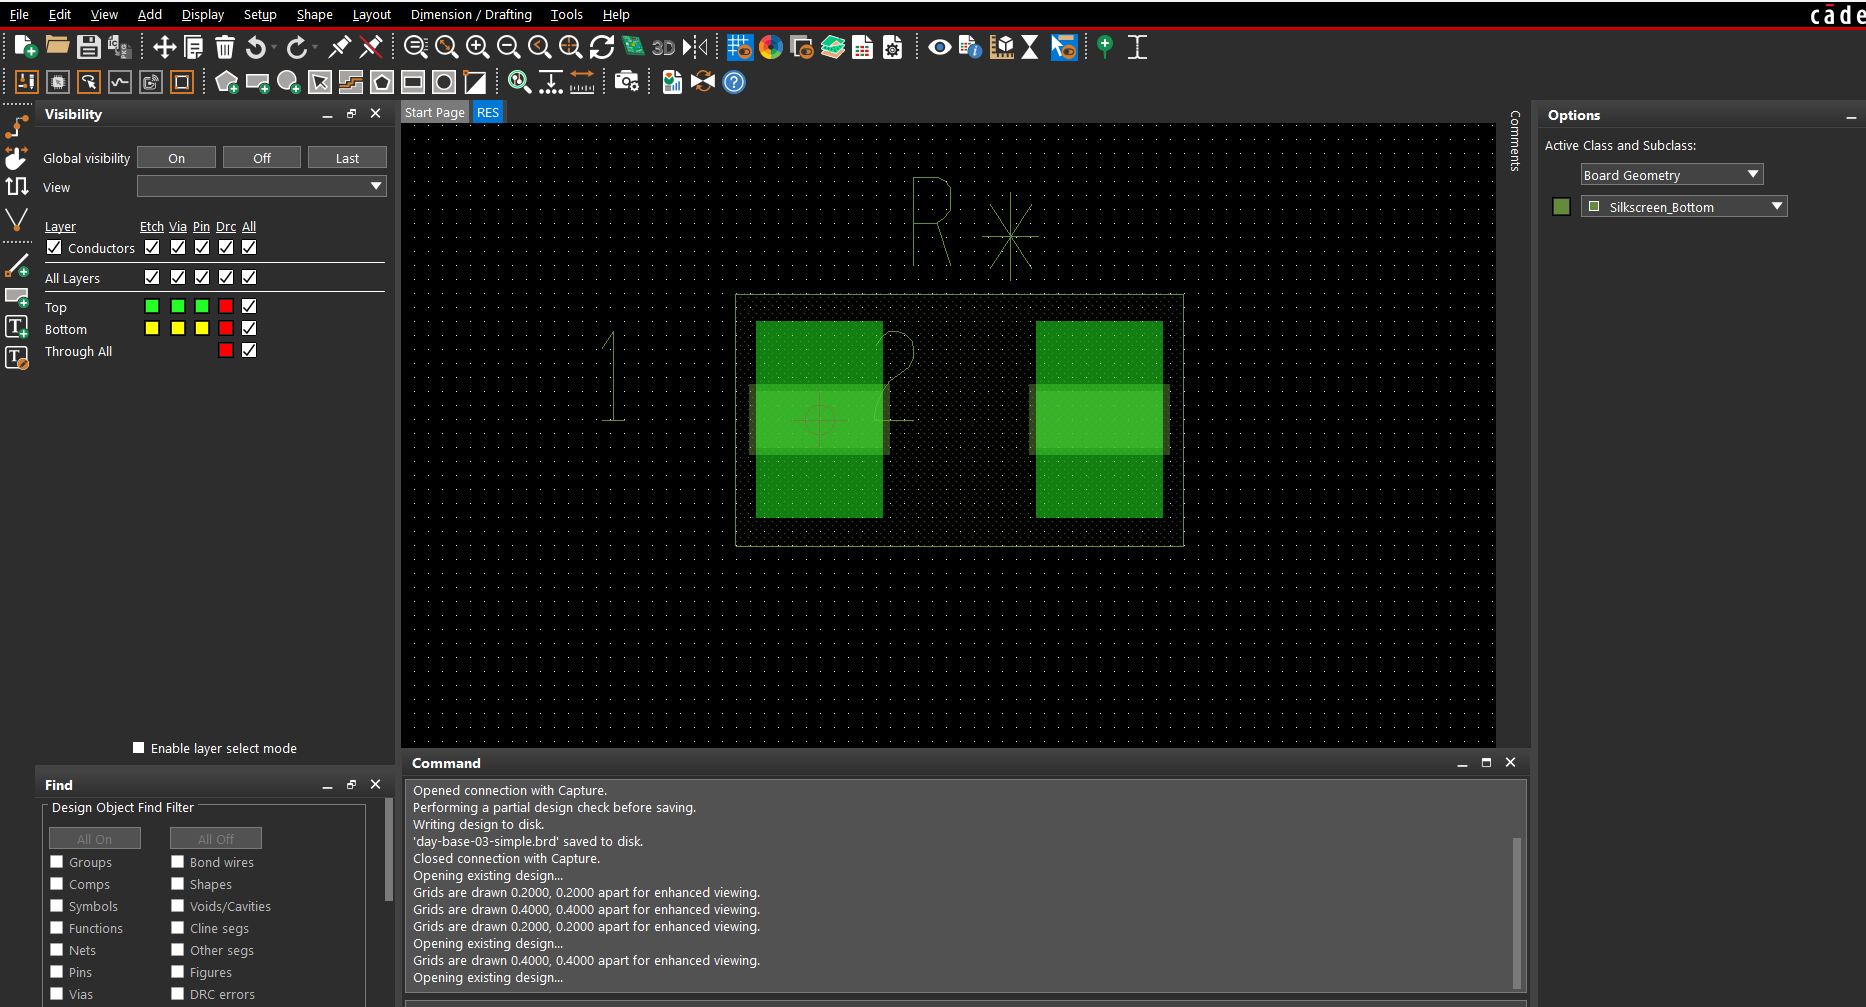 File Edit View Add Display Setup Shape Layout Dimension / Drafting Tools Help
cāde
3D
Visibility
Global visibility On Off Last
View
Layer Etch Via Pin Drc All
Conductors
All Layers
Top
Bottom
Through All
Enable layer select mode
Find
Design Object Find Filter
All On All Off
Groups Bond wires
Comps Shapes
Symbols Voids/Cavities
Functions Cline segs
Nets Other segs
Pins Figures
Vias DRC errors
Start Page RES
R*
1 2
Comments
Command
Opened connection with Capture.
Performing a partial design check before saving.
Writing design to disk.
'day-base-03-simple.brd' saved to disk.
Closed connection with Capture.
Opening existing design...
Grids are drawn 0.2000, 0.2000 apart for enhanced viewing.
Grids are drawn 0.4000, 0.4000 apart for enhanced viewing.
Grids are drawn 0.2000, 0.2000 apart for enhanced viewing.
Opening existing design...
Grids are drawn 0.4000, 0.4000 apart for enhanced viewing.
Opening existing design...
Options
Active Class and Subclass:
Board Geometry
Silkscreen_Bottom